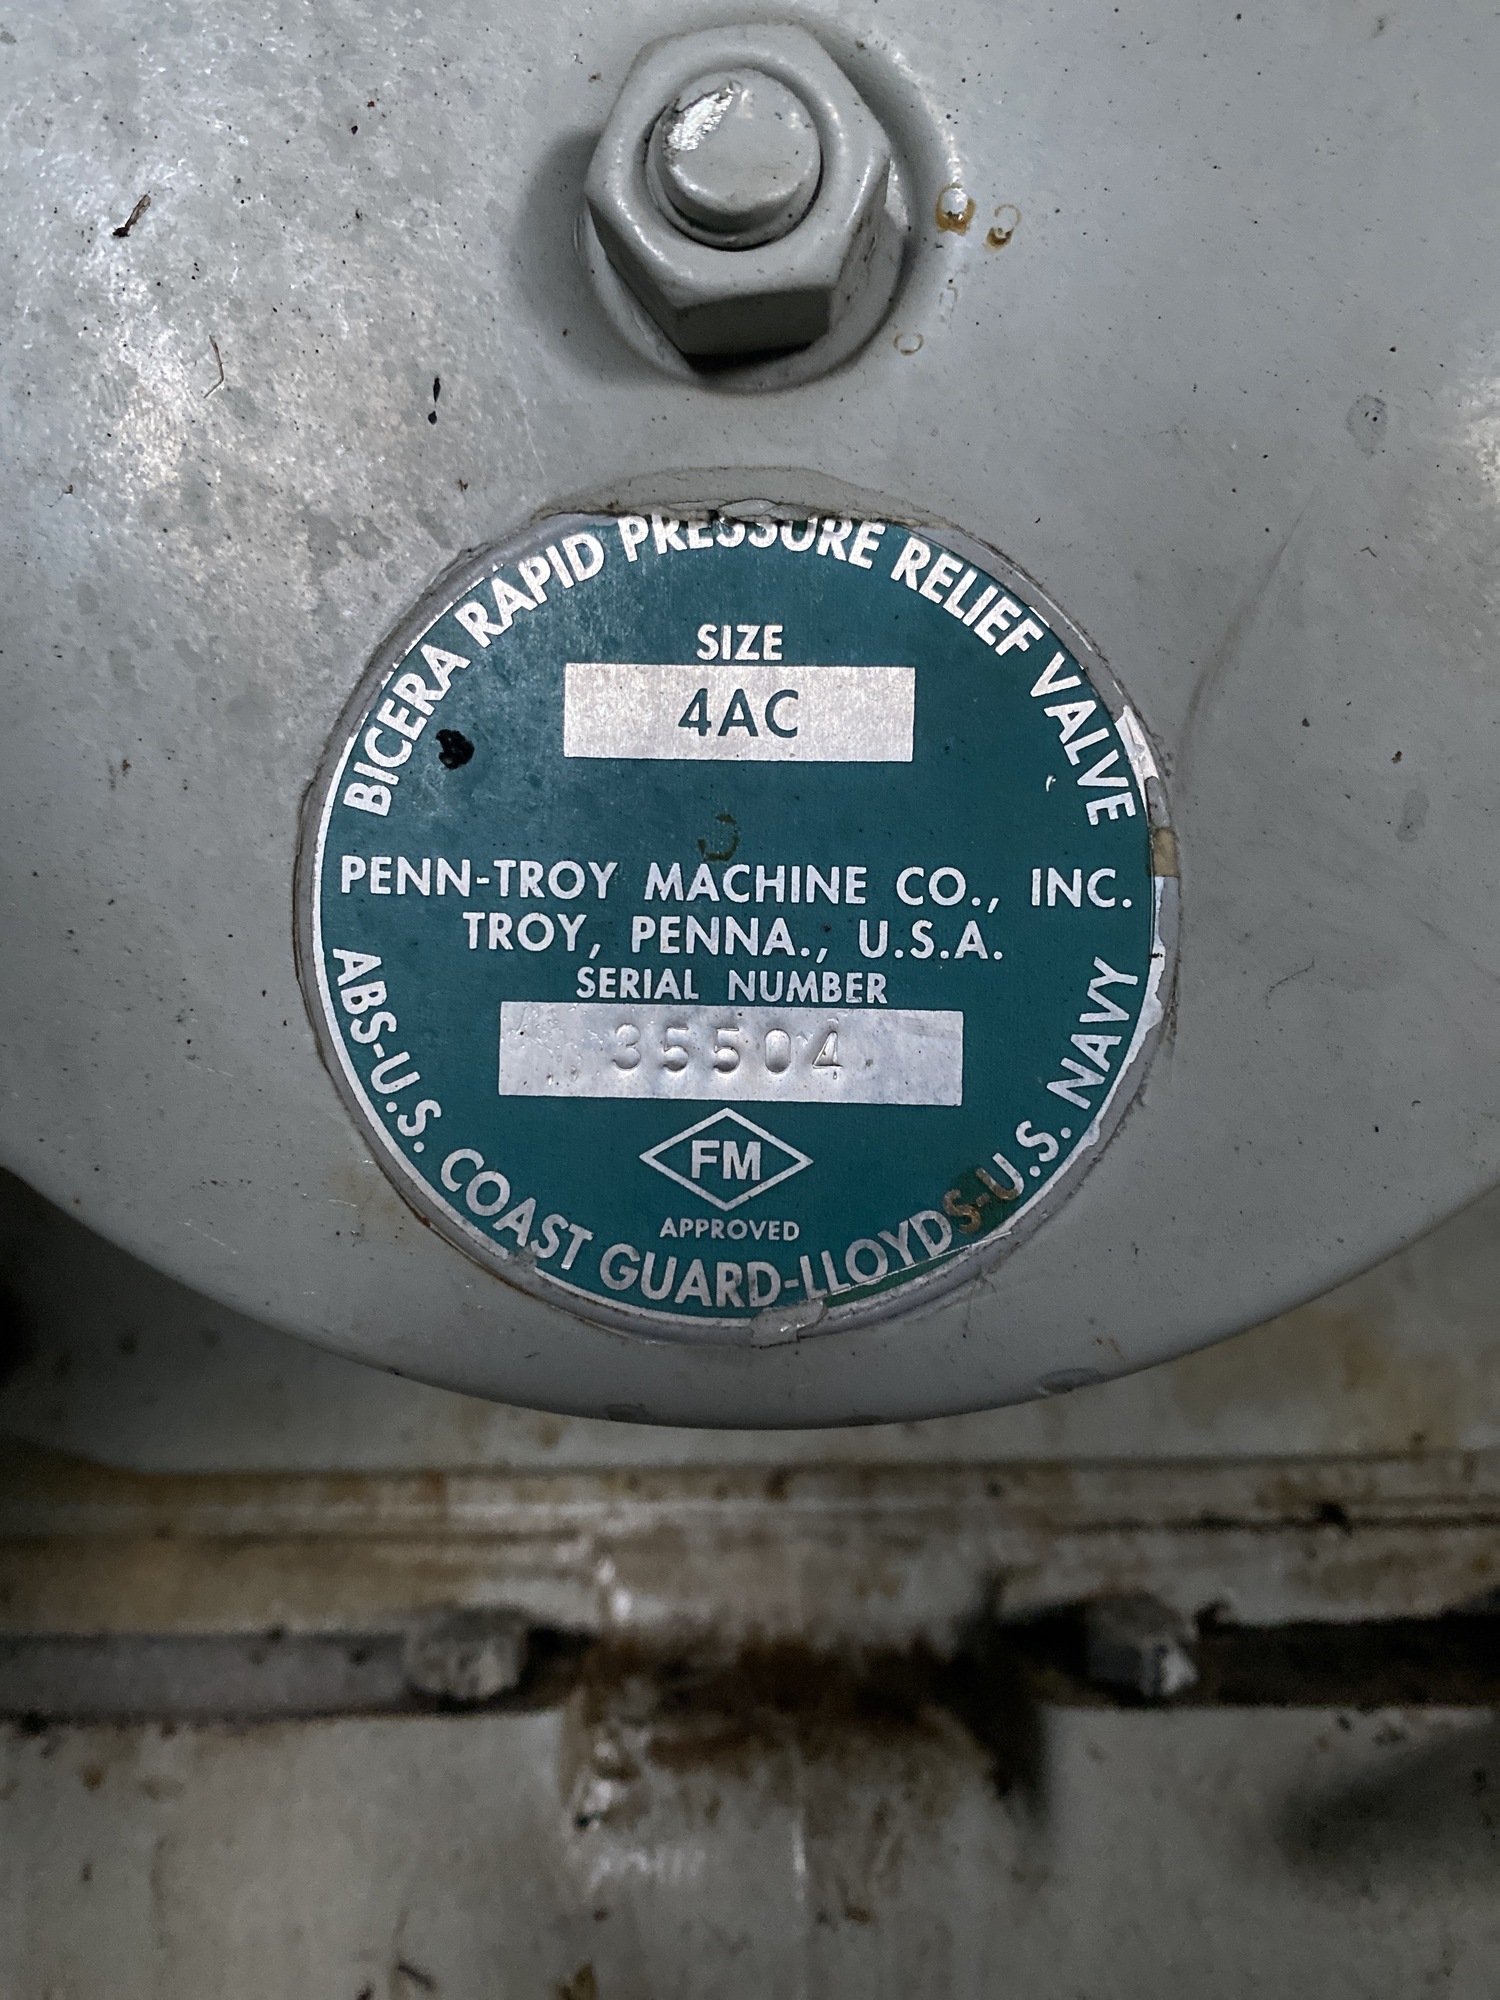 BICERA RAPID PRESSURE RELIEF VALVE
SIZE
4AC
PENN-TROY MACHINE CO., INC.
TROY, PENNA., U.S.A.
SERIAL NUMBER
35504
FM
APPROVED
ABS-U.S. COAST GUARD-LLOYDS-U.S. NAVY